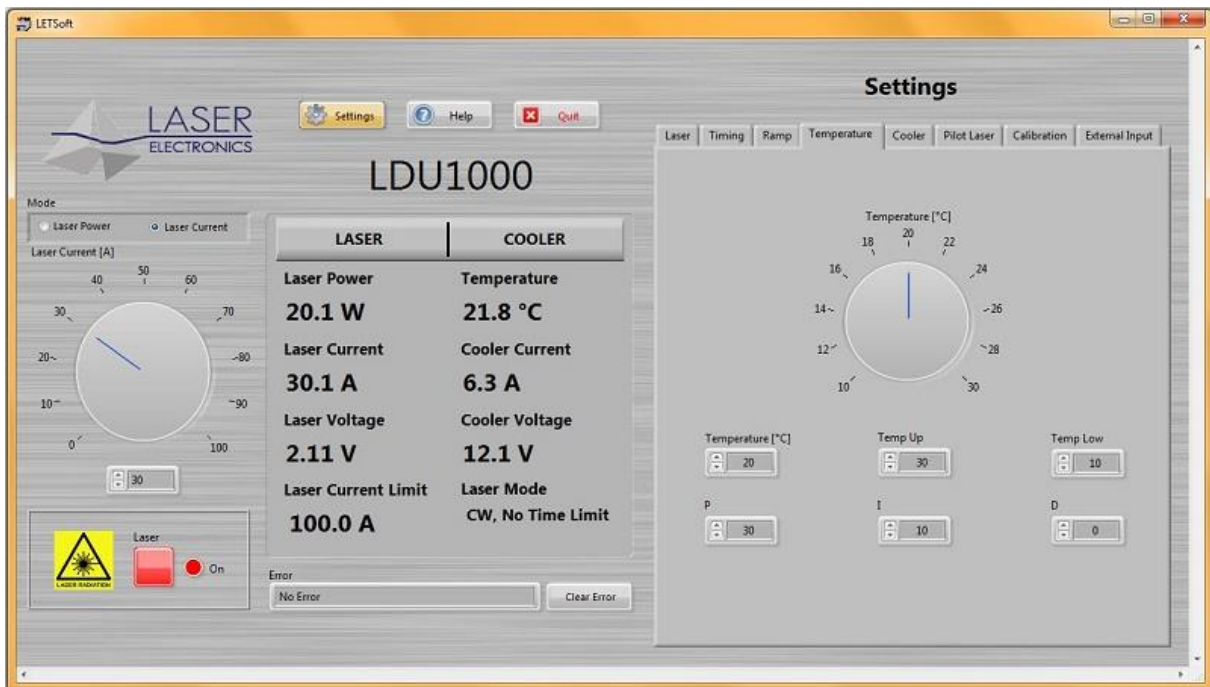 LETSoft
LASER
ELECTRONICS
Settings
Help
Quit
LDU1000
Mode
Laser Power
Laser Current
Laser Current [A]
0
10
20
30
40
50
60
70
80
90
100
30
LASER
COOLER
Laser Power
Temperature
20.1 W
21.8 °C
Laser Current
Cooler Current
30.1 A
6.3 A
Laser Voltage
Cooler Voltage
2.11 V
12.1 V
Laser Current Limit
Laser Mode
100.0 A
CW, No Time Limit
LASER RADIATION
Laser
On
Error
No Error
Clear Error
Settings
Laser
Timing
Ramp
Temperature
Cooler
Pilot Laser
Calibration
External Input
Temperature [°C]
10
12
14
16
18
20
22
24
26
28
30
Temperature [°C]
Temp Up
Temp Low
20
30
10
P
I
D
30
10
0